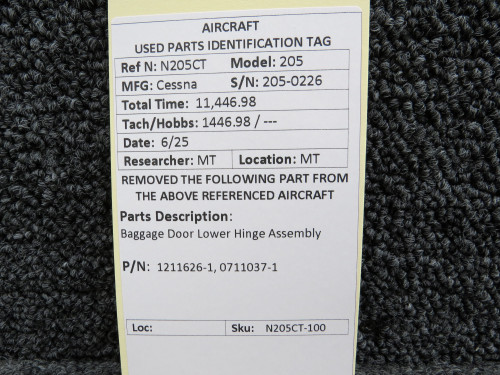 AIRCRAFT
USED PARTS IDENTIFICATION TAG
Ref N: N205CT Model: 205
MFG: Cessna S/N: 205-0226
Total Time: 11,446.98
Tach/Hobbs: 1446.98 / ---
Date: 6/25
Researcher: MT Location: MT
REMOVED THE FOLLOWING PART FROM
THE ABOVE REFERENCED AIRCRAFT
Parts Description:
Baggage Door Lower Hinge Assembly
P/N: 1211626-1, 0711037-1
Loc: Sku: N205CT-100